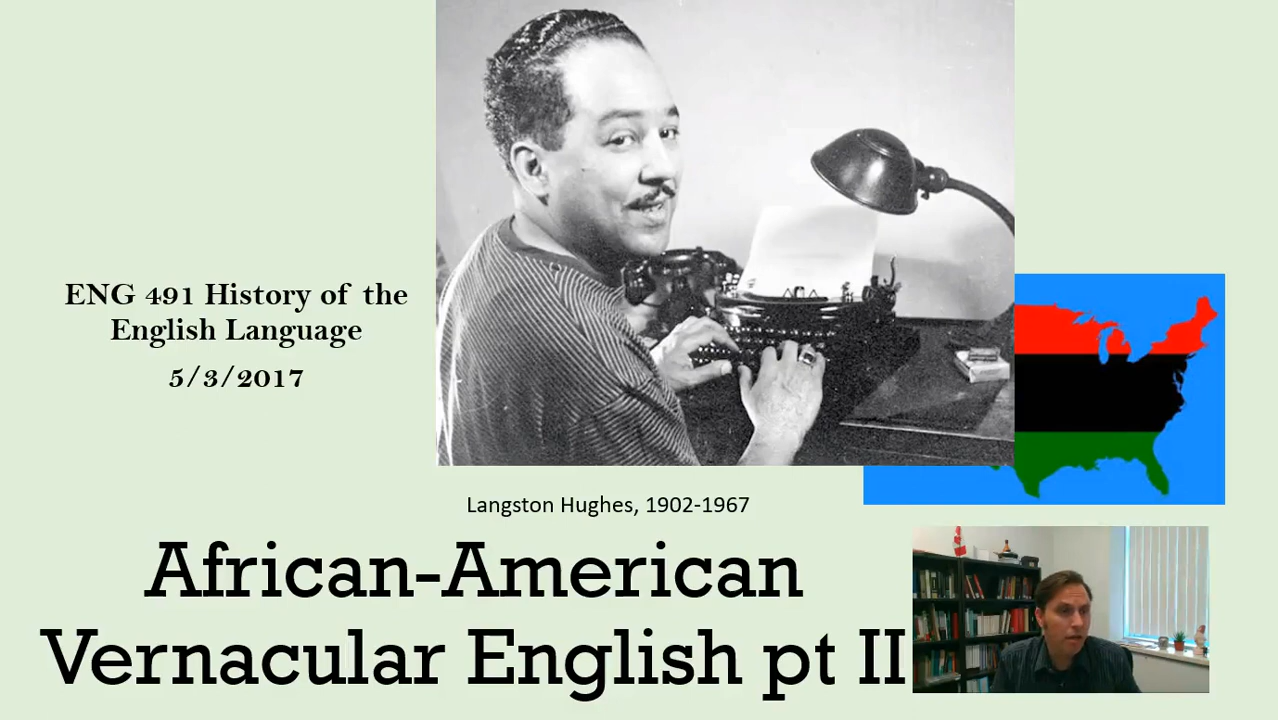 ENG 491 History of the
English Language
5/3/2017
Langston Hughes, 1902-1967
African-American
Vernacular English pt II